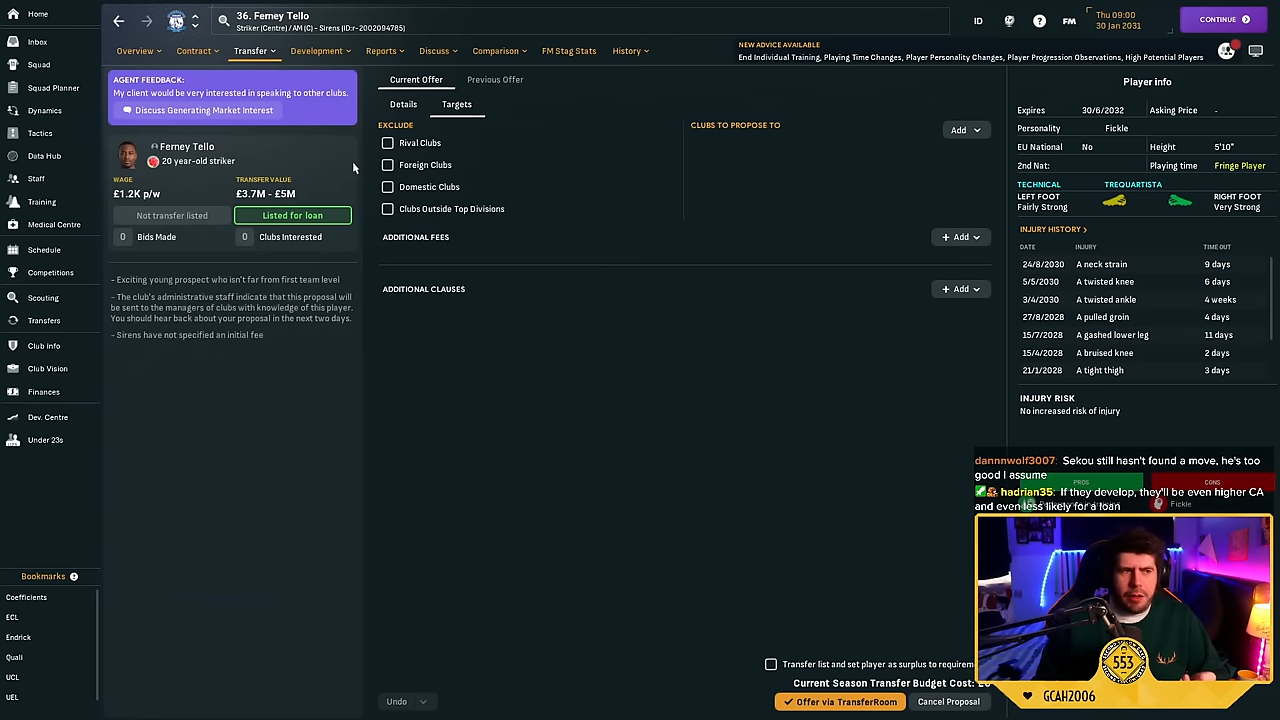 Home
36. Ferney Tello
Striker (Centre) / AM (C) - Sirens (ID:r-2002094785)
ID
FM
Thu 09:00
30 Jan 2031
CONTINUE
Overview
Contract
Transfer
Development
Reports
Discuss
Comparison
FM Stag Stats
History
NEW ADVICE AVAILABLE
End Individual Training, Playing Time Changes, Player Personality Changes, Player Progression Observations, High Potential Players
Inbox
Squad
Squad Planner
Dynamics
Tactics
Data Hub
Staff
Training
Medical Centre
Schedule
Competitions
Scouting
Transfers
Club Info
Club Vision
Finances
Dev. Centre
Under 23s
Bookmarks
Coefficients
ECL
Endrick
Quali
UCL
UEL
AGENT FEEDBACK:
My client would be very interested in speaking to other clubs.
Discuss Generating Market Interest
Ferney Tello
20 year-old striker
WAGE
TRANSFER VALUE
£1.2K p/w
£3.7M - £5M
Not transfer listed
Listed for loan
0 Bids Made
0 Clubs Interested
- Exciting young prospect who isn't far from first team level
- The club's administrative staff indicate that this proposal will
be sent to the managers of clubs with knowledge of this player.
You should hear back about your proposal in the next two days.
- Sirens have not specified an initial fee
Current Offer
Previous Offer
Details
Targets
EXCLUDE
Rival Clubs
Foreign Clubs
Domestic Clubs
Clubs Outside Top Divisions
CLUBS TO PROPOSE TO
Add
ADDITIONAL FEES
+ Add
ADDITIONAL CLAUSES
+ Add
Transfer list and set player as surplus to requirem
Current Season Transfer Budget Cost:
Undo
Offer via TransferRoom
Cancel Proposal
Player info
Expires 30/6/2032 Asking Price -
Personality Fickle
EU National No Height 5'10"
2nd Nat: Playing time Fringe Player
TECHNICAL TREQUARTISTA
LEFT FOOT
Fairly Strong
RIGHT FOOT
Very Strong
INJURY HISTORY
DATE INJURY TIME OUT
24/8/2030 A neck strain 9 days
5/5/2030 A twisted knee 6 days
3/4/2030 A twisted ankle 4 weeks
27/8/2028 A pulled groin 4 days
15/7/2028 A gashed lower leg 11 days
15/4/2028 A bruised knee 2 days
21/1/2028 A tight thigh 3 days
INJURY RISK
No increased risk of injury
dannnwolf3007: Sekou still hasn't found a move, he's too
good I assume
PROS
CONS
hadrian35: If they develop, they'll be even higher CA
and even less likely for a loan
Fickle
553
GCAH2006